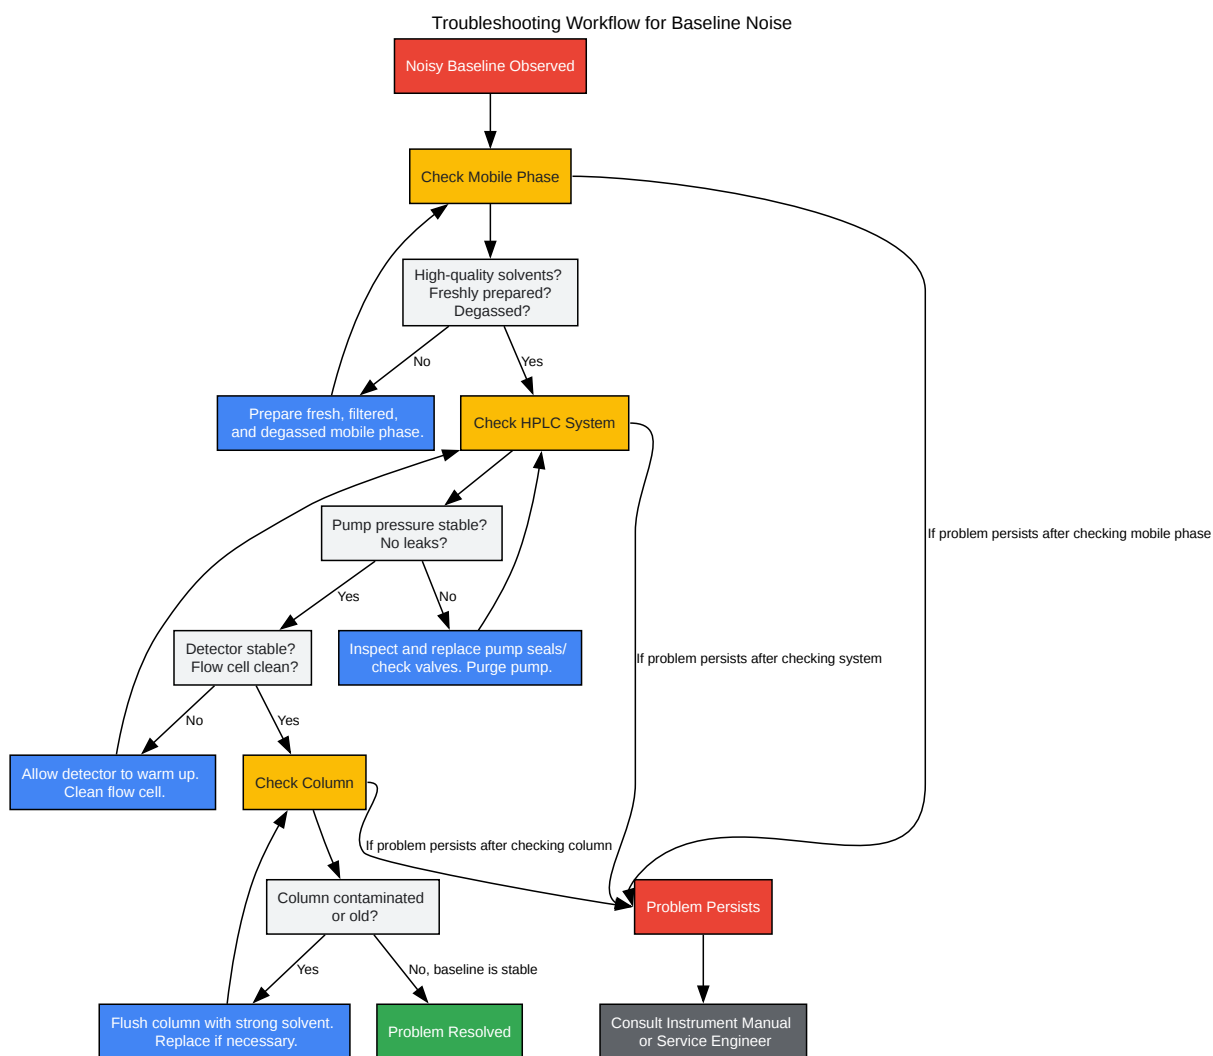 Troubleshooting Workflow for Baseline Noise
Noisy Baseline Observed
Check Mobile Phase
High-quality solvents?
Freshly prepared?
Degassed?
No
Yes
Prepare fresh, filtered,
and degassed mobile phase.
Check HPLC System
Pump pressure stable?
No leaks?
If problem persists after checking mobile phase
Yes
No
Detector stable?
Flow cell clean?
Inspect and replace pump seals/
check valves. Purge pump.
If problem persists after checking system
No
Yes
Allow detector to warm up.
Clean flow cell.
Check Column
If problem persists after checking column
Column contaminated
or old?
Problem Persists
Yes
No, baseline is stable
Flush column with strong solvent.
Replace if necessary.
Problem Resolved
Consult Instrument Manual
or Service Engineer